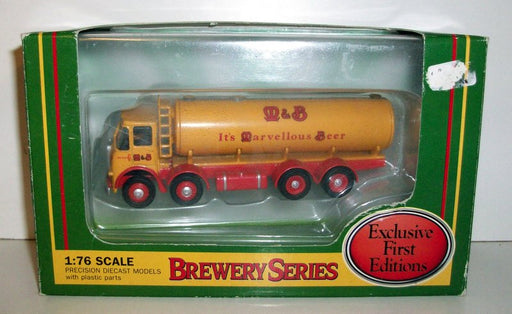 M&B
It's Marvellous Beer
M&B
1:76 SCALE
PRECISION DIECAST MODELS
with plastic parts
BREWERY SERIES
Exclusive
First
Editions